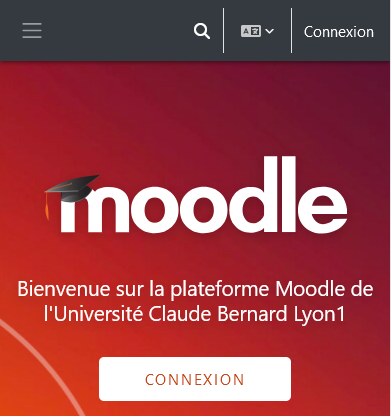 Connexion
moodle
Bienvenue sur la plateforme Moodle de
l'Université Claude Bernard Lyon1
CONNEXION